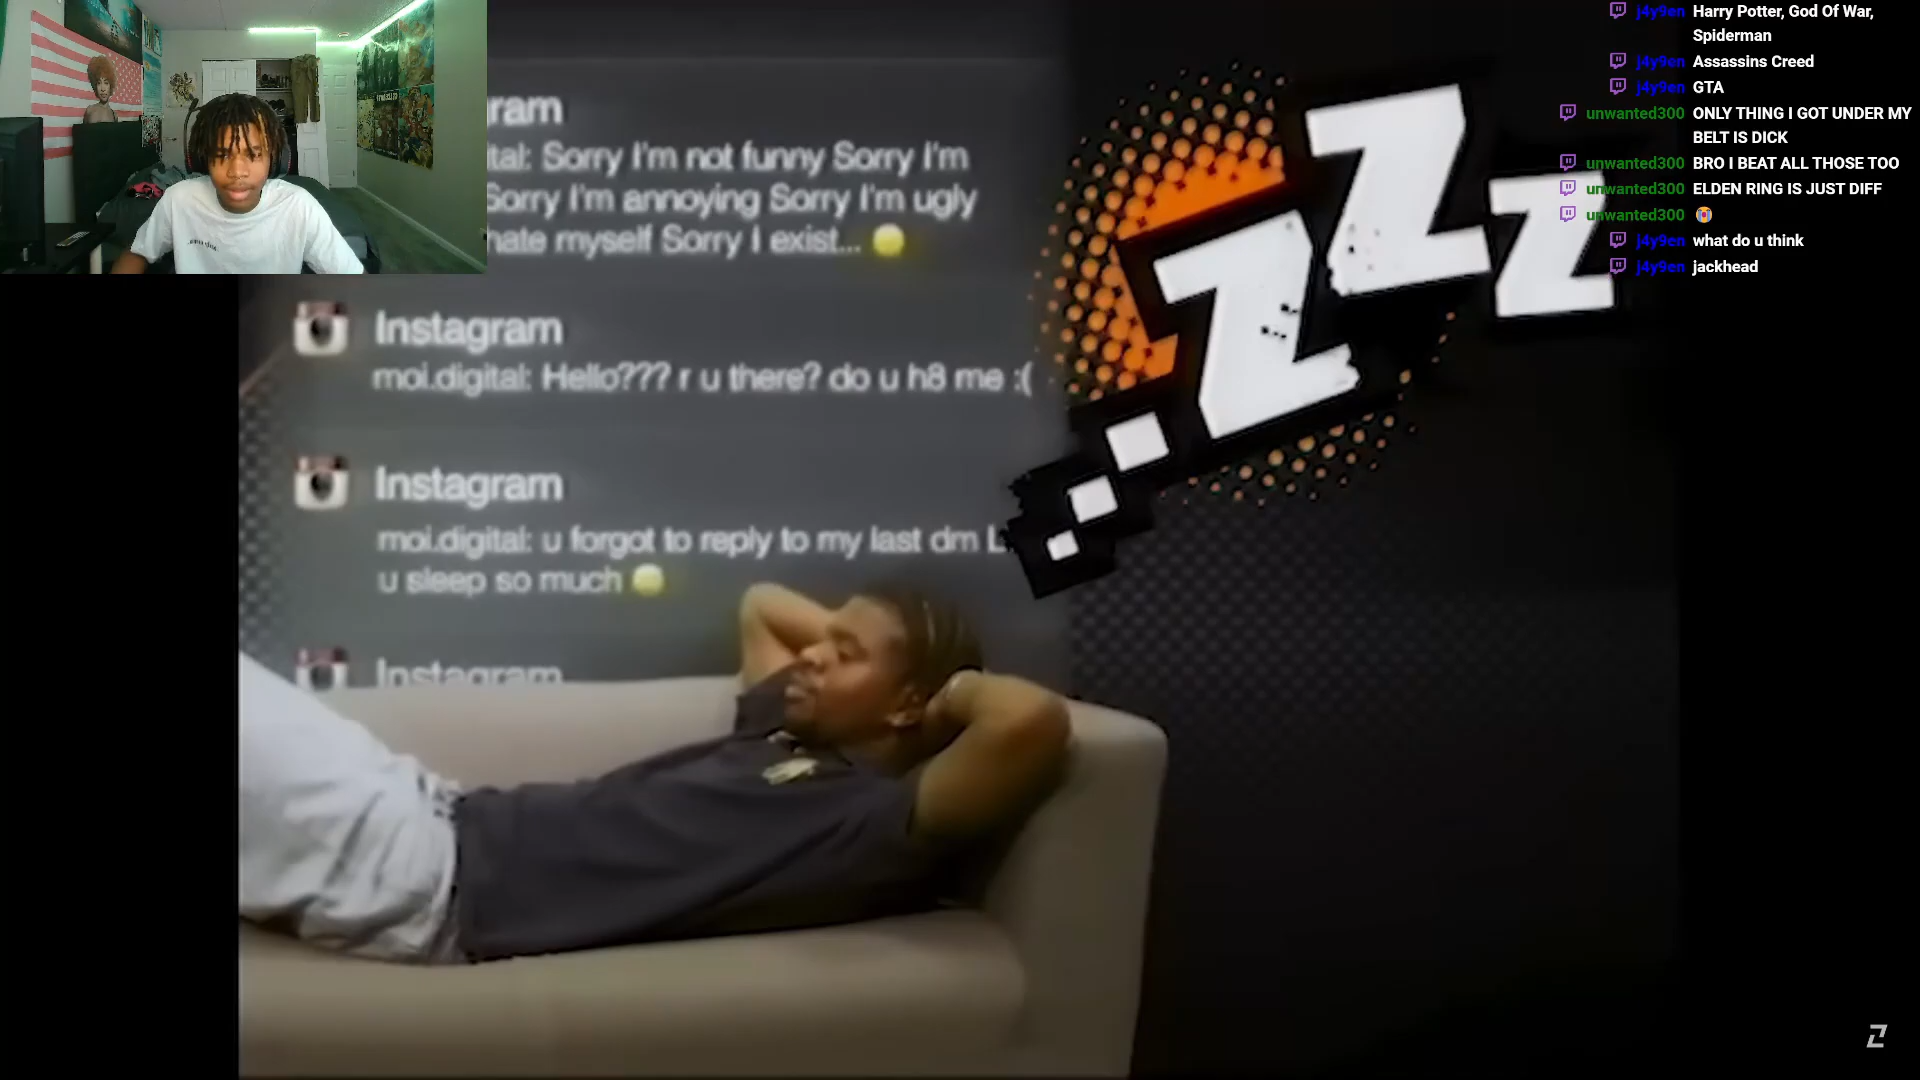 gram
ital: Sorry I'm not funny Sorry I'm
Sorry I'm annoying Sorry I'm ugly
hate myself Sorry I exist...
Instagram
moi.digital: Hello??? r u there? do u h8 me :(
Instagram
moi.digital: u forgot to reply to my last dm L
u sleep so much
Instagram
ZZZ
j4y9en Harry Potter, God Of War,
Spiderman
j4y9en Assassins Creed
j4y9en GTA
unwanted300 ONLY THING I GOT UNDER MY
BELT IS DICK
unwanted300 BRO I BEAT ALL THOSE TOO
unwanted300 ELDEN RING IS JUST DIFF
unwanted300 😭
j4y9en what do u think
j4y9en jackhead